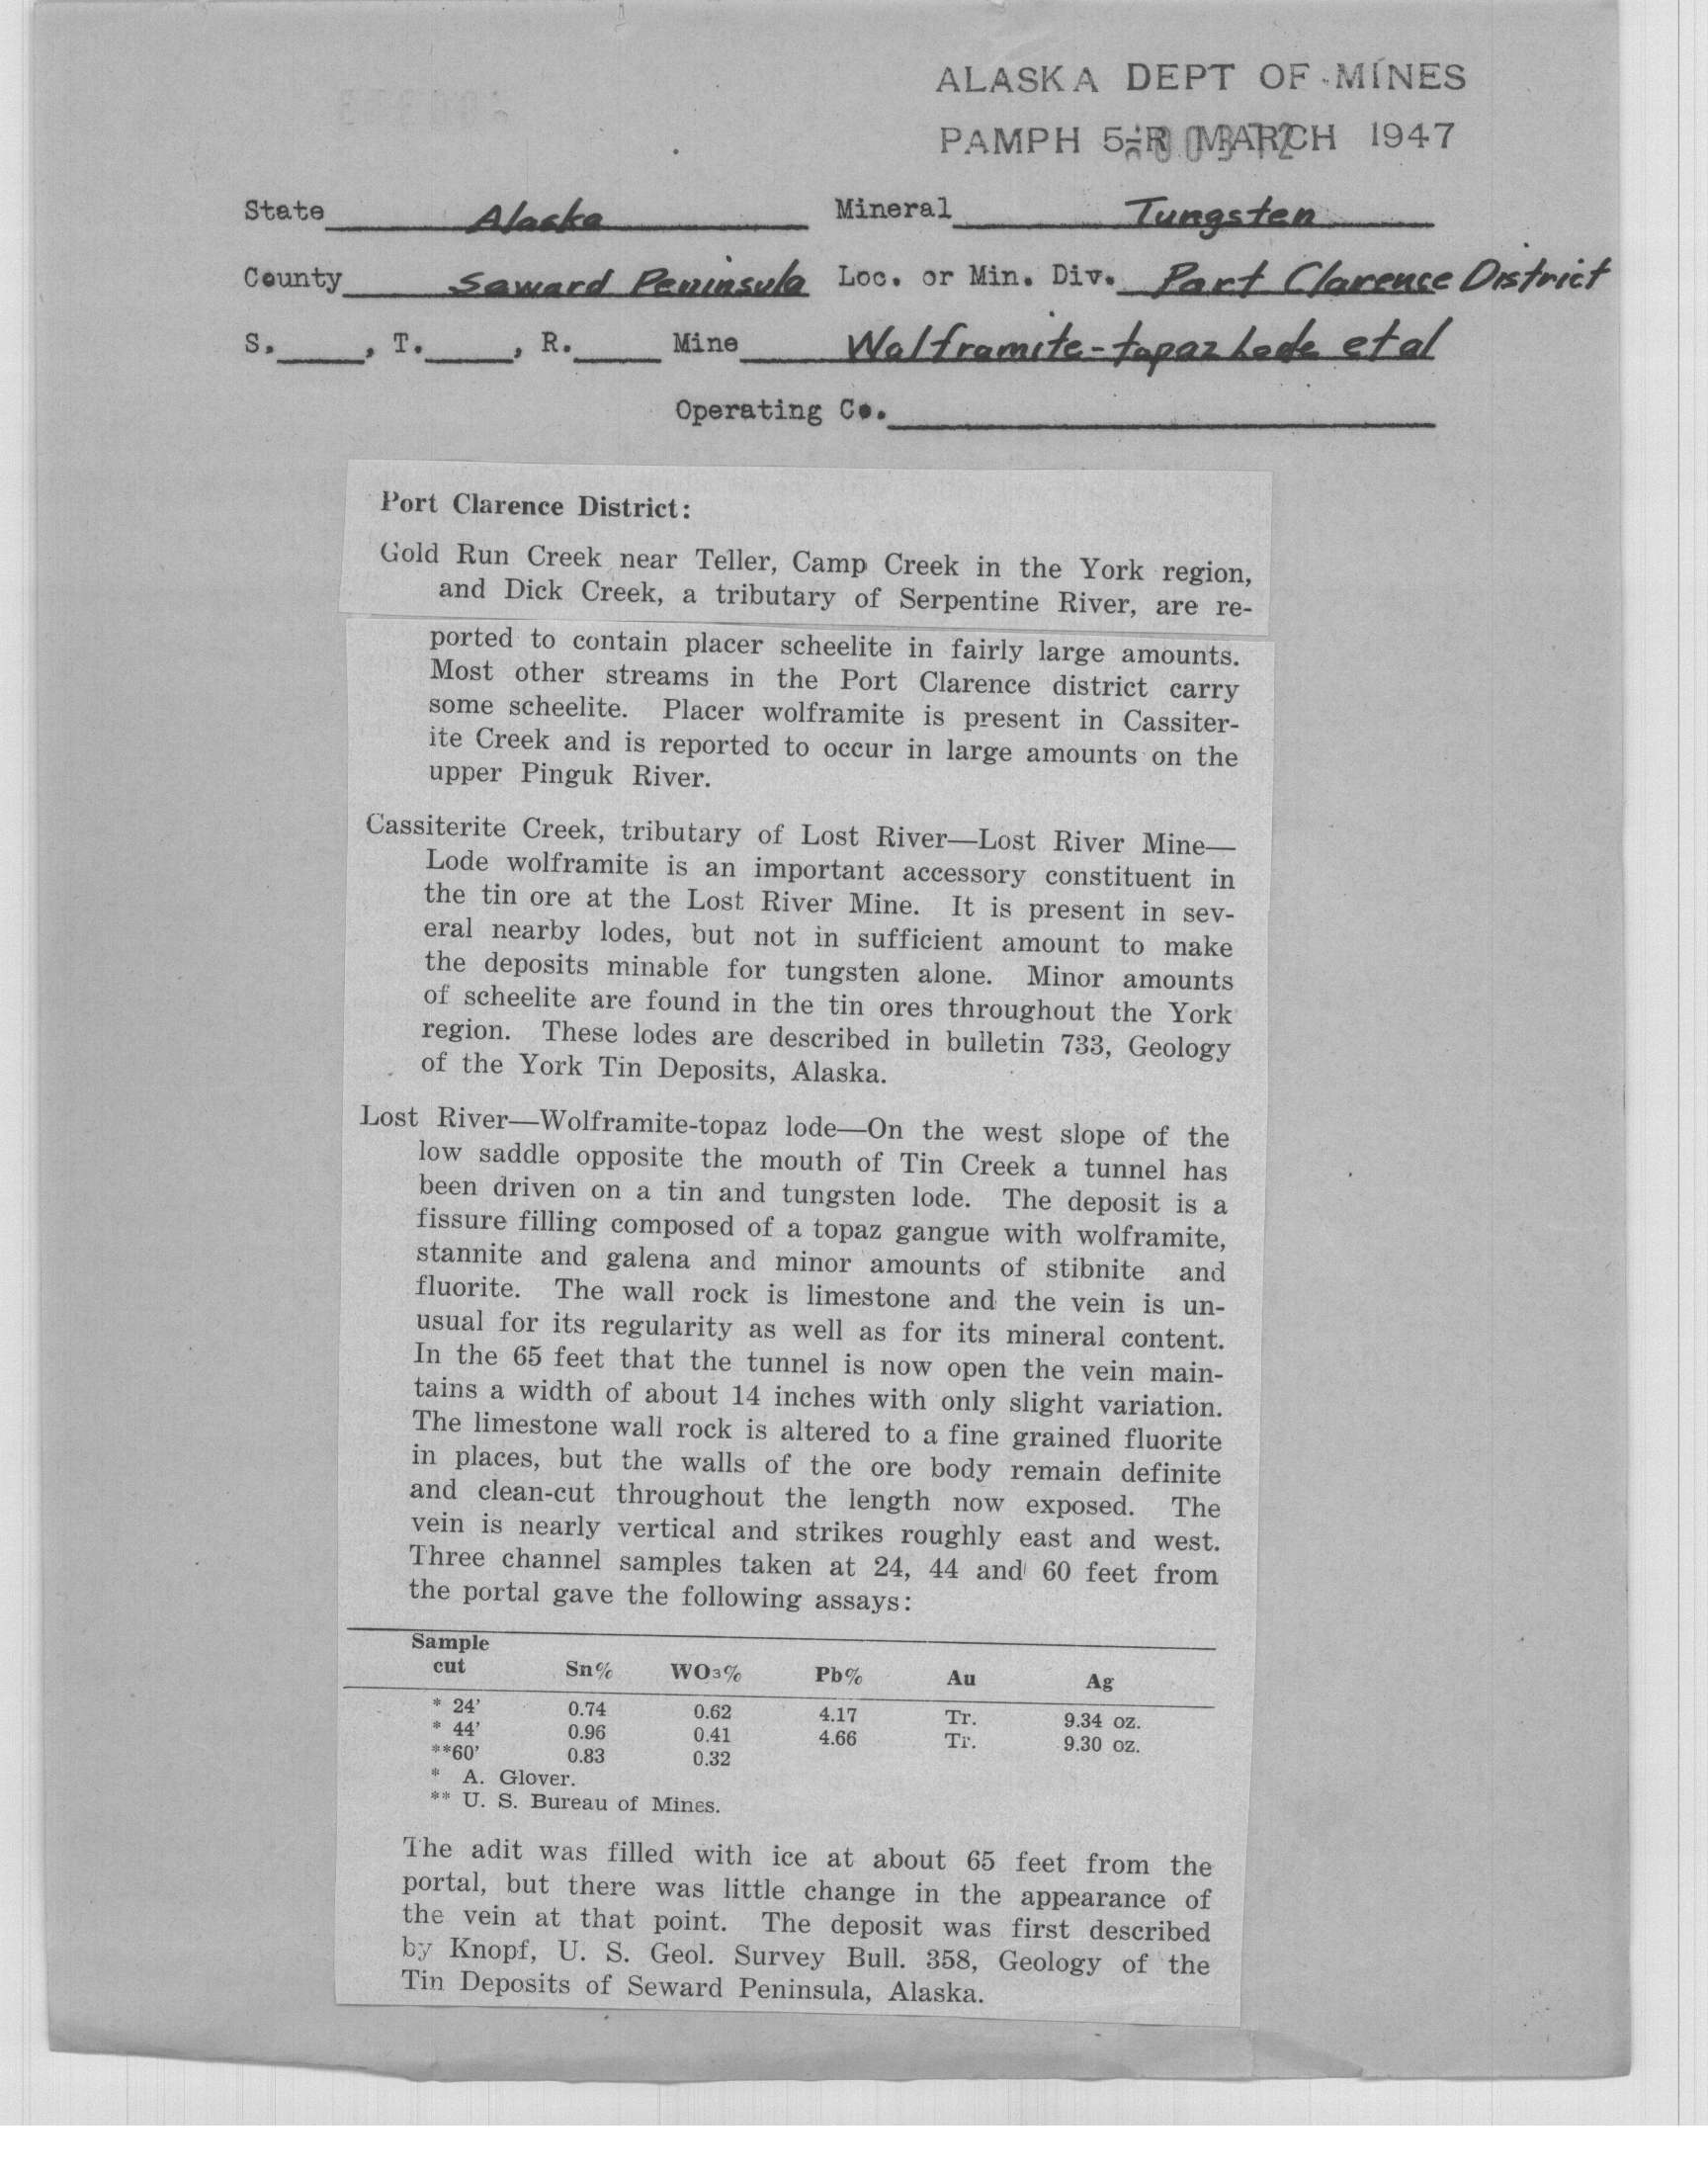 ALASKA DEPT OF MINES
PAMPH 5-R MARCH 1947
State Alaska Mineral Tungsten
County Seward Peninsula Loc. or Min. Div. Port Clarence District
S. , T. , R. Mine Wolframite-topaz Lode et al
Operating Co.
Port Clarence District:
Gold Run Creek near Teller, Camp Creek in the York region,
and Dick Creek, a tributary of Serpentine River, are re-
ported to contain placer scheelite in fairly large amounts.
Most other streams in the Port Clarence district carry
some scheelite. Placer wolframite is present in Cassiter-
ite Creek and is reported to occur in large amounts on the
upper Pinguk River.
Cassiterite Creek, tributary of Lost River—Lost River Mine—
Lode wolframite is an important accessory constituent in
the tin ore at the Lost River Mine. It is present in sev-
eral nearby lodes, but not in sufficient amount to make
the deposits minable for tungsten alone. Minor amounts
of scheelite are found in the tin ores throughout the York
region. These lodes are described in bulletin 733, Geology
of the York Tin Deposits, Alaska.
Lost River—Wolframite-topaz lode—On the west slope of the
low saddle opposite the mouth of Tin Creek a tunnel has
been driven on a tin and tungsten lode. The deposit is a
fissure filling composed of a topaz gangue with wolframite,
stannite and galena and minor amounts of stibnite and
fluorite. The wall rock is limestone and the vein is un-
usual for its regularity as well as for its mineral content.
In the 65 feet that the tunnel is now open the vein main-
tains a width of about 14 inches with only slight variation.
The limestone wall rock is altered to a fine grained fluorite
in places, but the walls of the ore body remain definite
and clean-cut throughout the length now exposed. The
vein is nearly vertical and strikes roughly east and west.
Three channel samples taken at 24, 44 and 60 feet from
the portal gave the following assays:
Sample
cut Sn% WO3% Pb% Au Ag
* 24' 0.74 0.62 4.17 Tr. 9.34 oz.
* 44' 0.96 0.41 4.66 Tr. 9.30 oz.
**60' 0.83 0.32
* A. Glover.
** U. S. Bureau of Mines.
The adit was filled with ice at about 65 feet from the
portal, but there was little change in the appearance of
the vein at that point. The deposit was first described
by Knopf, U. S. Geol. Survey Bull. 358, Geology of the
Tin Deposits of Seward Peninsula, Alaska.